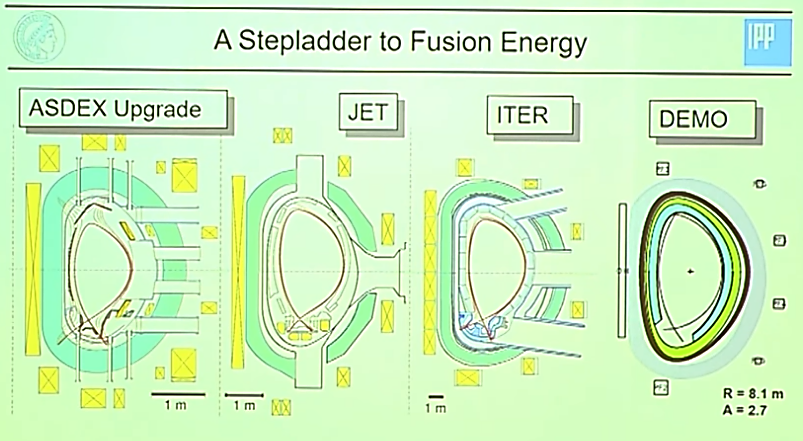 A Stepladder to Fusion Energy
IPP
ASDEX Upgrade
JET
ITER
DEMO
1 m
1 m
1 m
R = 8.1 m
A = 2.7